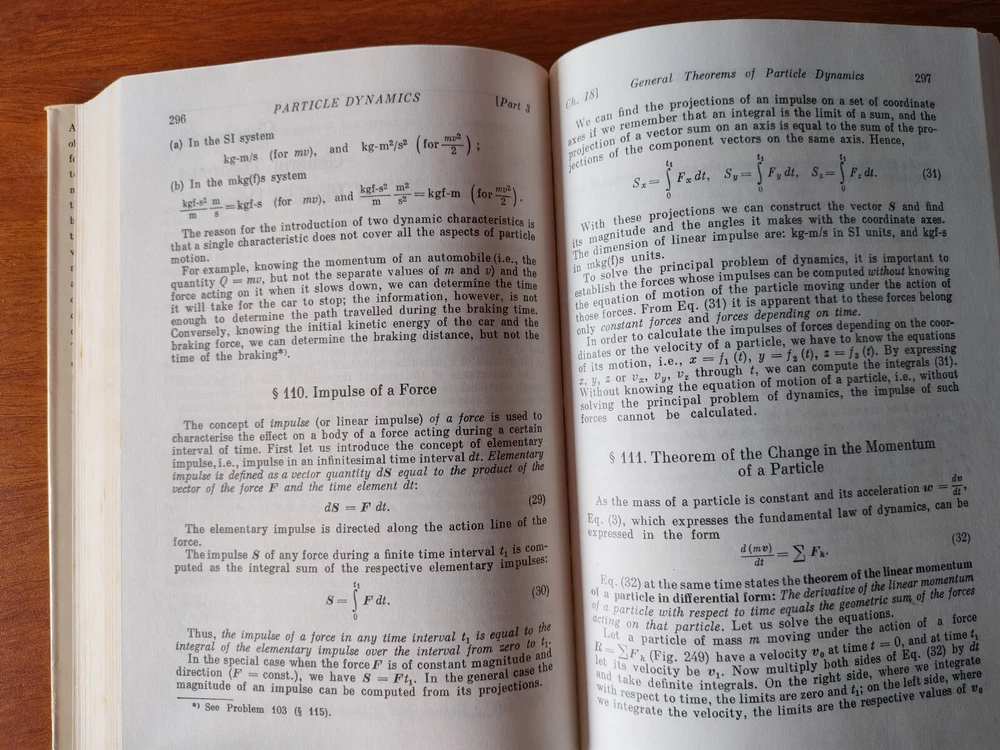 296
PARTICLE DYNAMICS
[Part 3
(a) In the SI system
kg-m/s (for mv), and kg-m²/s² (for mv²/2);
(b) In the mkg(f)s system
kgf-s²/m m/s = kgf-s (for mv), and kgf-s²/m m²/s² = kgf-m (for mv²/2).
The reason for the introduction of two dynamic characteristics is
that a single characteristic does not cover all the aspects of particle
motion.
For example, knowing the momentum of an automobile (i.e., the
quantity Q = mv, but not the separate values of m and v) and the
force acting on it when it slows down, we can determine the time
it will take for the car to stop; the information, however, is not
enough to determine the path travelled during the braking time.
Conversely, knowing the initial kinetic energy of the car and the
braking force, we can determine the braking distance, but not the
time of the braking*).
§ 110. Impulse of a Force
The concept of impulse (or linear impulse) of a force is used to
characterise the effect on a body of a force acting during a certain
interval of time. First let us introduce the concept of elementary
impulse, i.e., impulse in an infinitesimal time interval dt. Elementary
impulse is defined as a vector quantity dS equal to the product of the
vector of the force F and the time element dt:
dS = F dt. (29)
The elementary impulse is directed along the action line of the
force.
The impulse S of any force during a finite time interval t₁ is com-
puted as the integral sum of the respective elementary impulses:
S = ∫₀^t₁ F dt. (30)
Thus, the impulse of a force in any time interval t₁ is equal to the
integral of the elementary impulse over the interval from zero to t₁.
In the special case when the force F is of constant magnitude and
direction (F = const.), we have S = Ft₁. In the general case the
magnitude of an impulse can be computed from its projections.
*) See Problem 103 (§ 115).
Ch. 18]
General Theorems of Particle Dynamics
297
We can find the projections of an impulse on a set of coordinate
axes if we remember that an integral is the limit of a sum, and the
projection of a vector sum on an axis is equal to the sum of the pro-
jections of the component vectors on the same axis. Hence,
Sₓ = ∫₀^t₁ Fₓ dt, S_y = ∫₀^t₁ F_y dt, S_z = ∫₀^t₁ F_z dt. (31)
With these projections we can construct the vector S and find
its magnitude and the angles it makes with the coordinate axes.
The dimension of linear impulse are: kg-m/s in SI units, and kgf-s
in mkg(f)s units.
To solve the principal problem of dynamics, it is important to
establish the forces whose impulses can be computed without knowing
the equation of motion of the particle moving under the action of
those forces. From Eq. (31) it is apparent that to these forces belong
only constant forces and forces depending on time.
In order to calculate the impulses of forces depending on the coor-
dinates or the velocity of a particle, we have to know the equations
of its motion, i.e., x = f₁ (t), y = f₂ (t), z = f₃ (t). By expressing
x, y, z or vₓ, v_y, v_z through t, we can compute the integrals (31).
Without knowing the equation of motion of a particle, i.e., without
solving the principal problem of dynamics, the impulse of such
forces cannot be calculated.
§ 111. Theorem of the Change in the Momentum
of a Particle
As the mass of a particle is constant and its acceleration w = dv/dt,
Eq. (3), which expresses the fundamental law of dynamics, can be
expressed in the form
d(mv)/dt = ∑ Fₖ. (32)
Eq. (32) at the same time states the theorem of the linear momentum
of a particle in differential form: The derivative of the linear momentum
of a particle with respect to time equals the geometric sum of the forces
acting on that particle. Let us solve the equations.
Let a particle of mass m moving under the action of a force
R = ∑Fₖ (Fig. 249) have a velocity v₀ at time t = 0, and at time t₁
let its velocity be v₁. Now multiply both sides of Eq. (32) by dt
and take definite integrals. On the right side, where we integrate
with respect to time, the limits are zero and t₁; on the left side, where
we integrate the velocity, the limits are the respective values of v₀